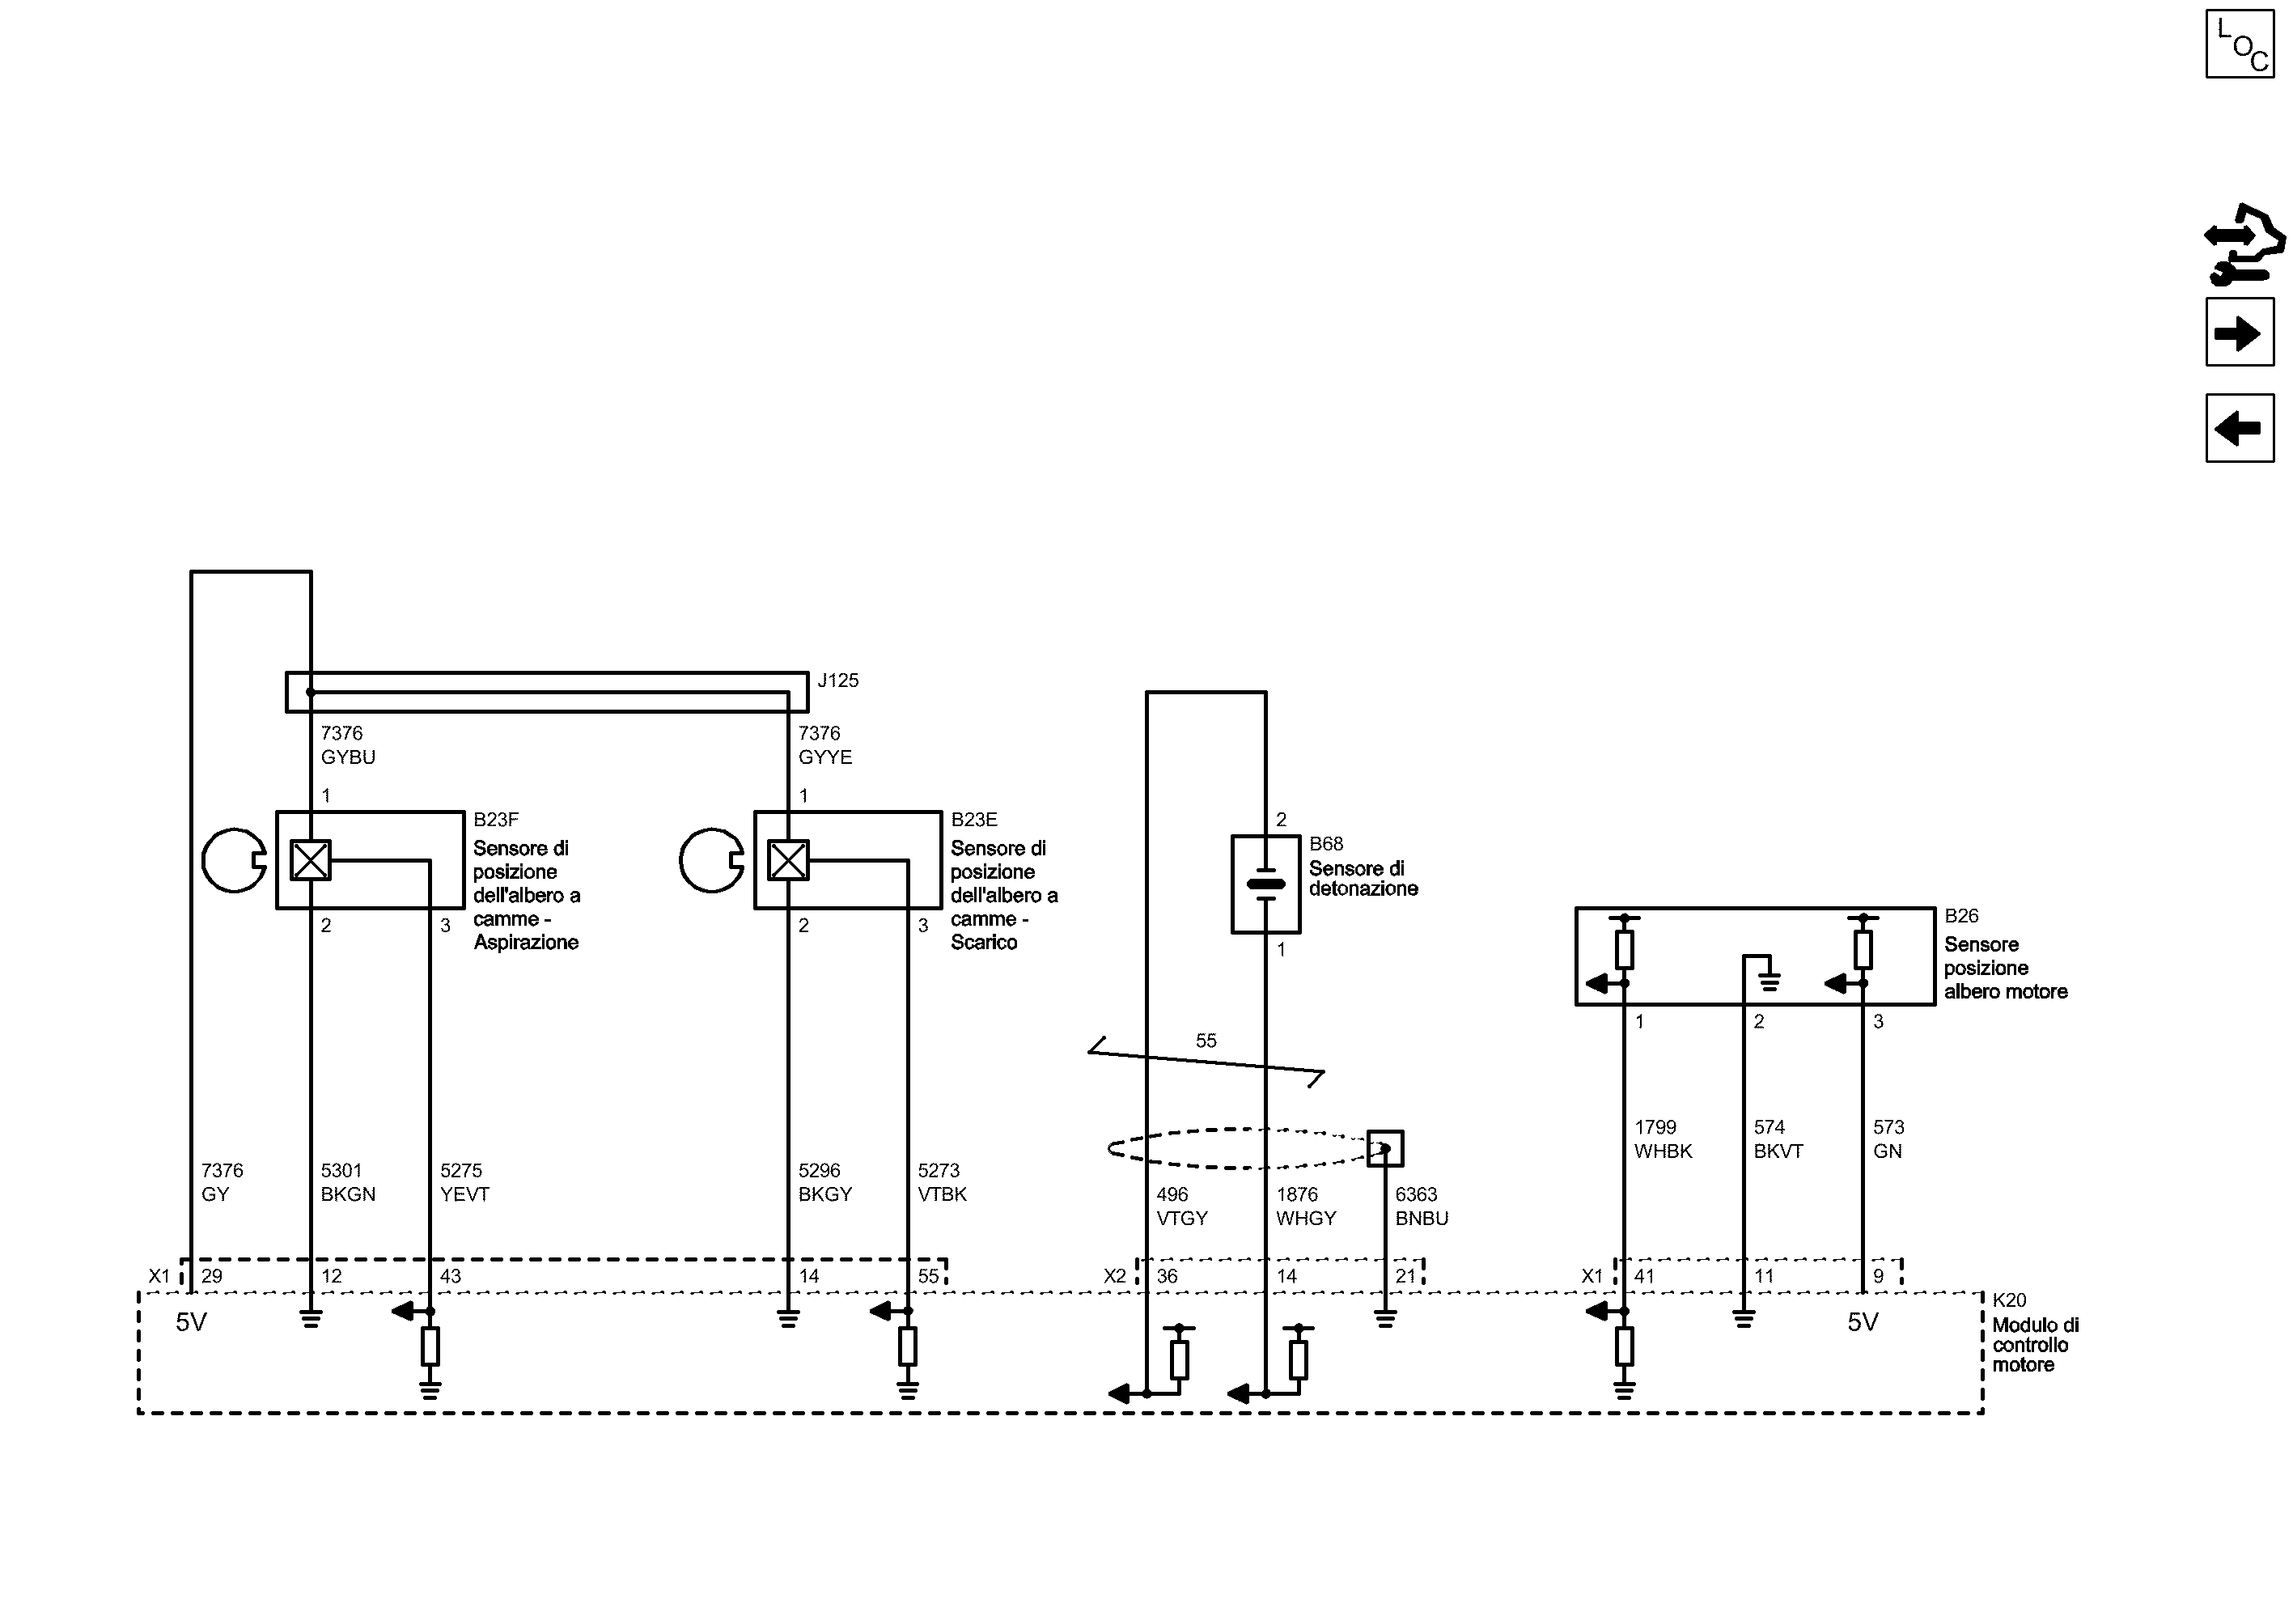 LOC
J125
7376
GYBU
7376
GYYE
1
1
B23F
Sensore di
posizione
dell'albero a
camme -
Aspirazione
2
3
B23E
Sensore di
posizione
dell'albero a
camme -
Scarico
2
3
2
B68
Sensore di
detonazione
1
B26
Sensore
posizione
albero motore
1
2
3
55
7376
GY
5301
BKGN
5275
YEVT
5296
BKGY
5273
VTBK
496
VTGY
1876
WHGY
6363
BNBU
1799
WHBK
574
BKVT
573
GN
X1
29
12
43
14
55
X2
36
14
21
X1
41
11
9
5V
5V
K20
Modulo di
controllo
motore